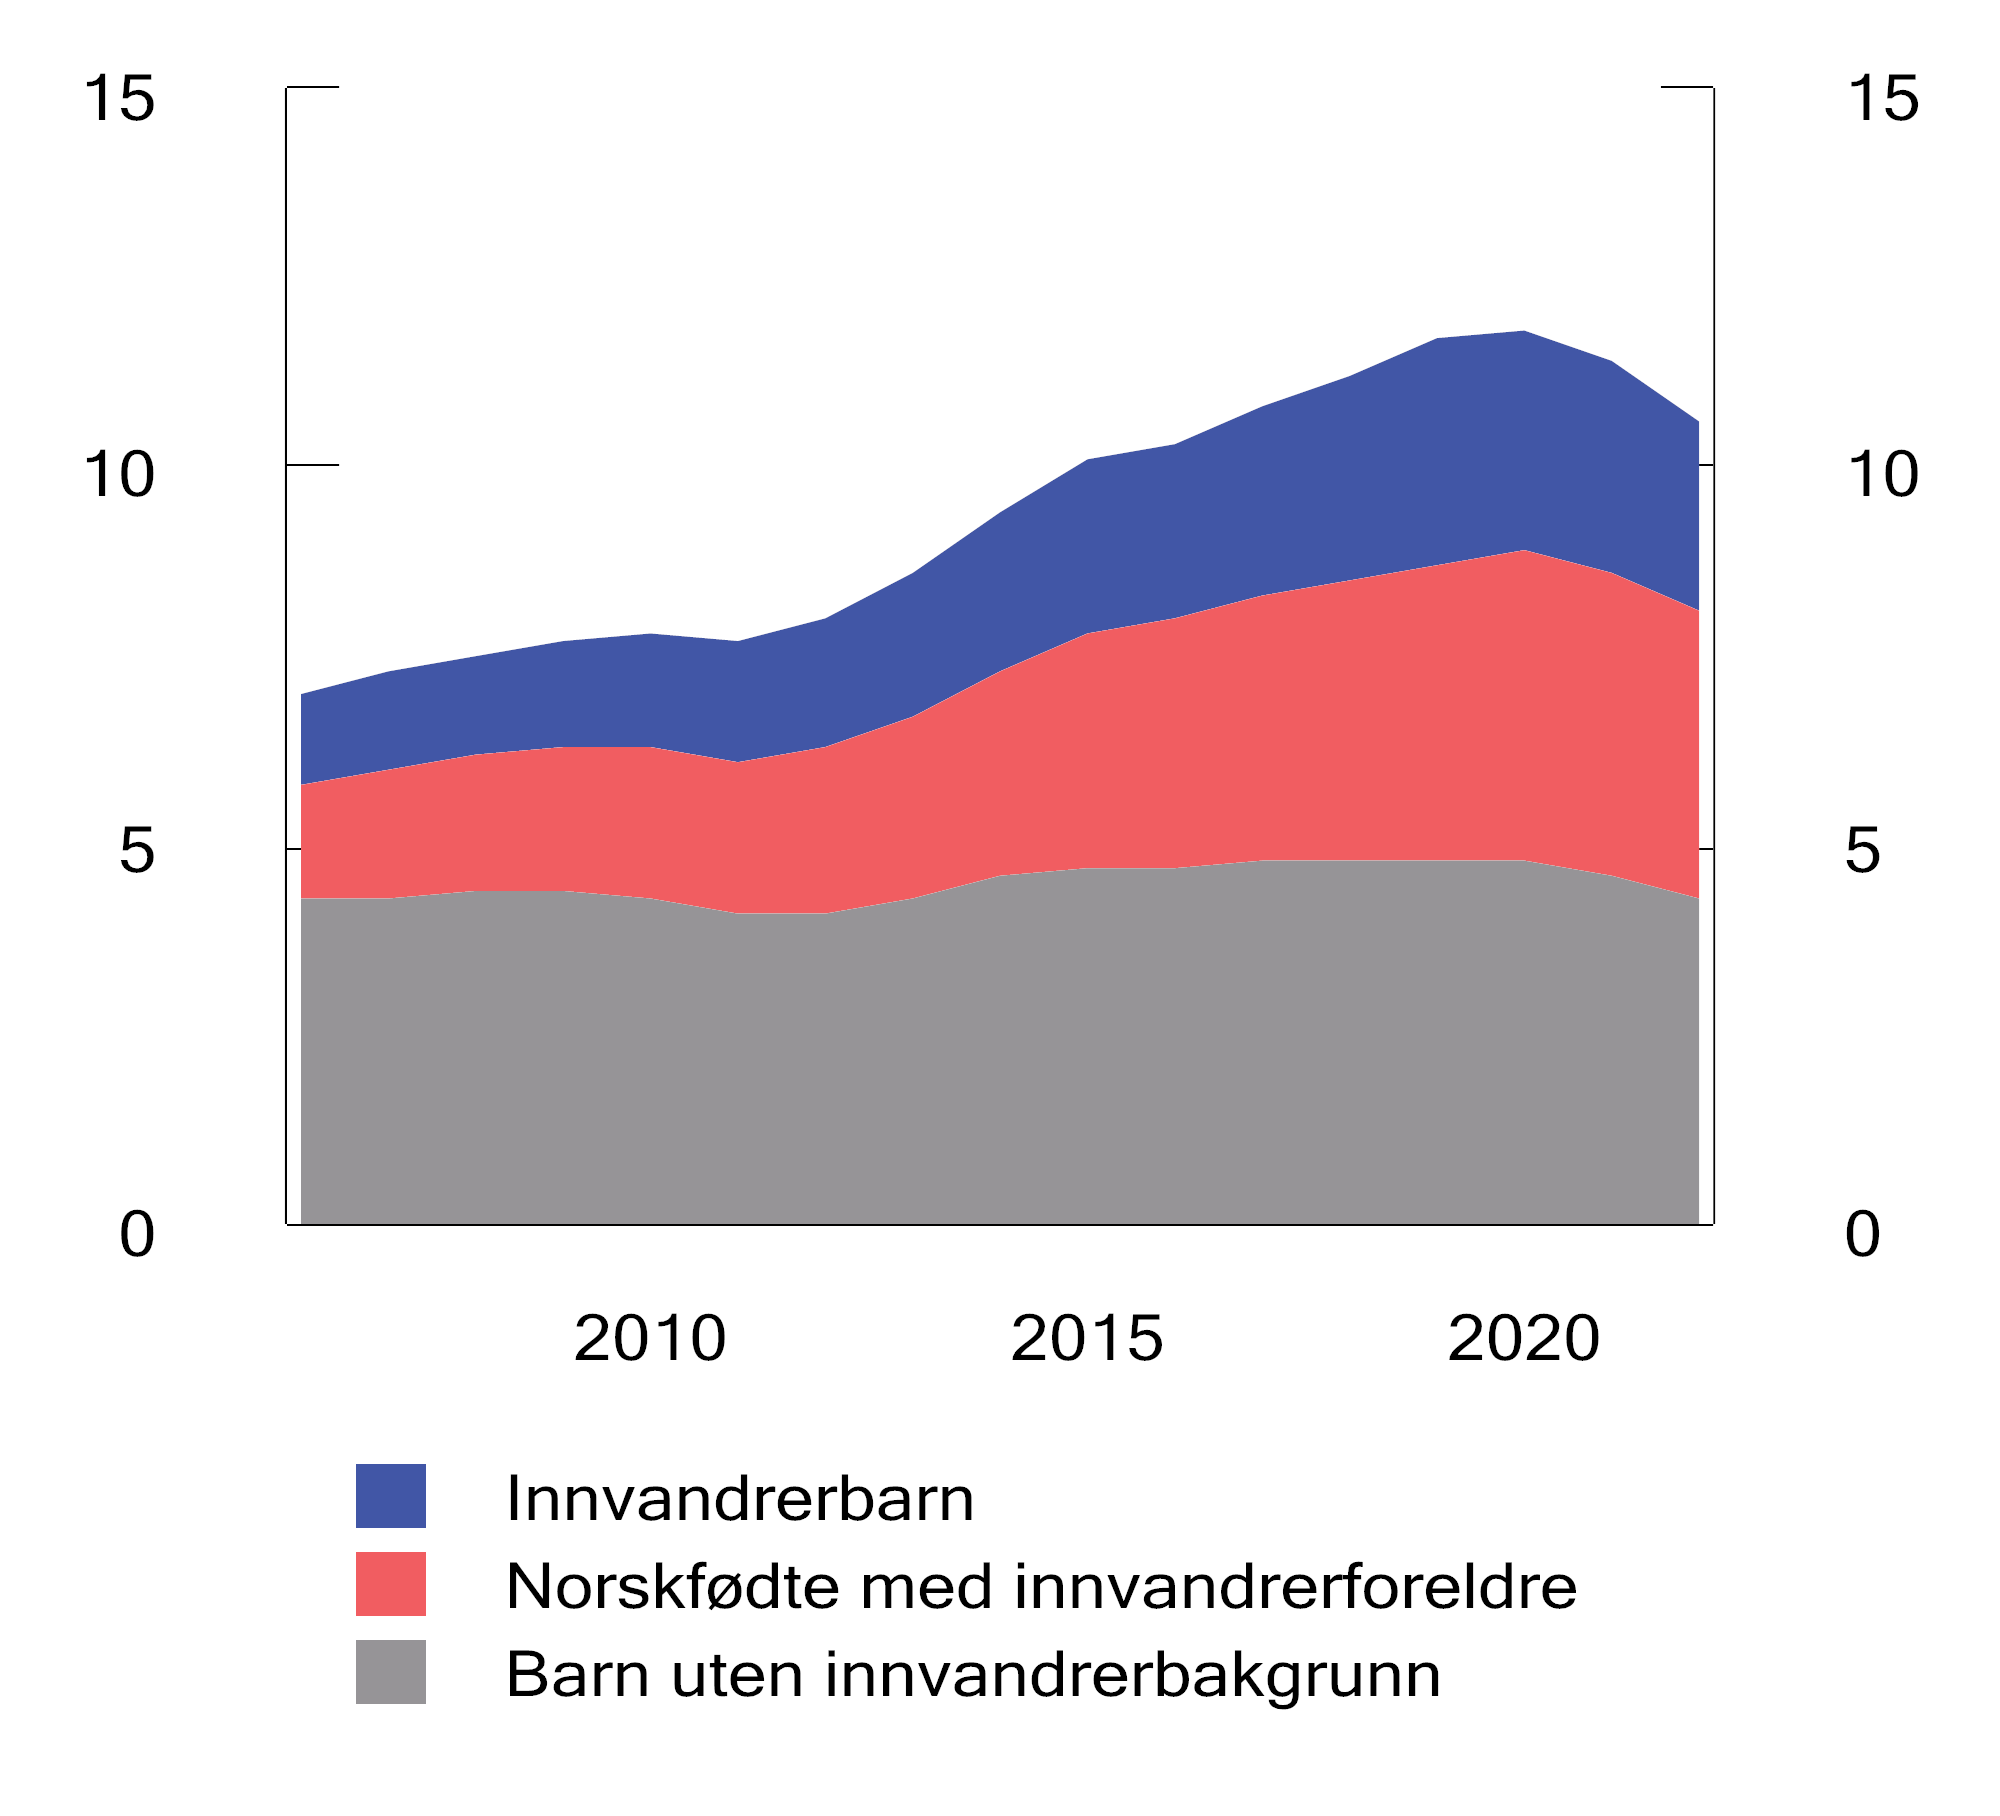 15 15
10 10
5 5
0 0
2010 2015 2020
Innvandrerbarn
Norskfødte med innvandrerforeldre
Barn uten innvandrerbakgrunn